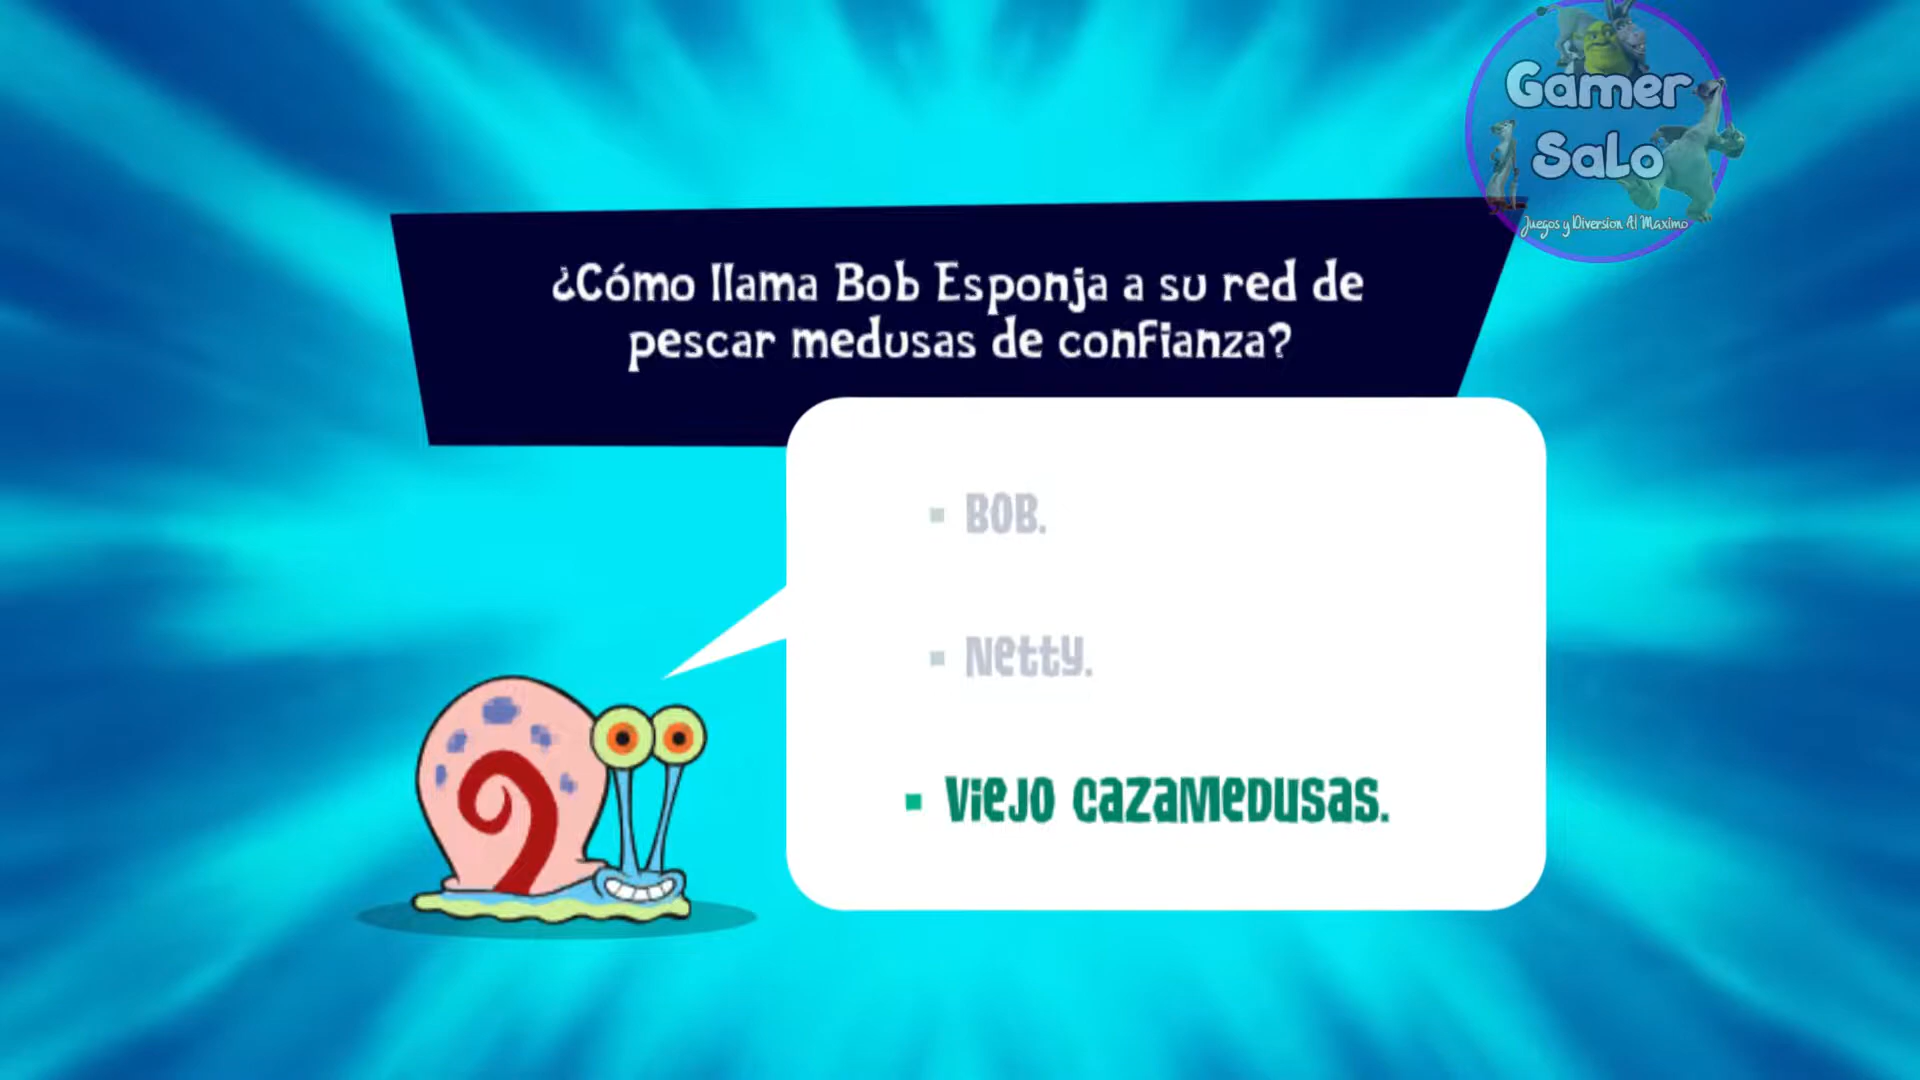 Gamer
Salo
Juegos y Diversion Al Maximo
¿Cómo llama Bob Esponja a su red de
pescar medusas de confianza?
BOB.
Netty.
Viejo cazamedusas.